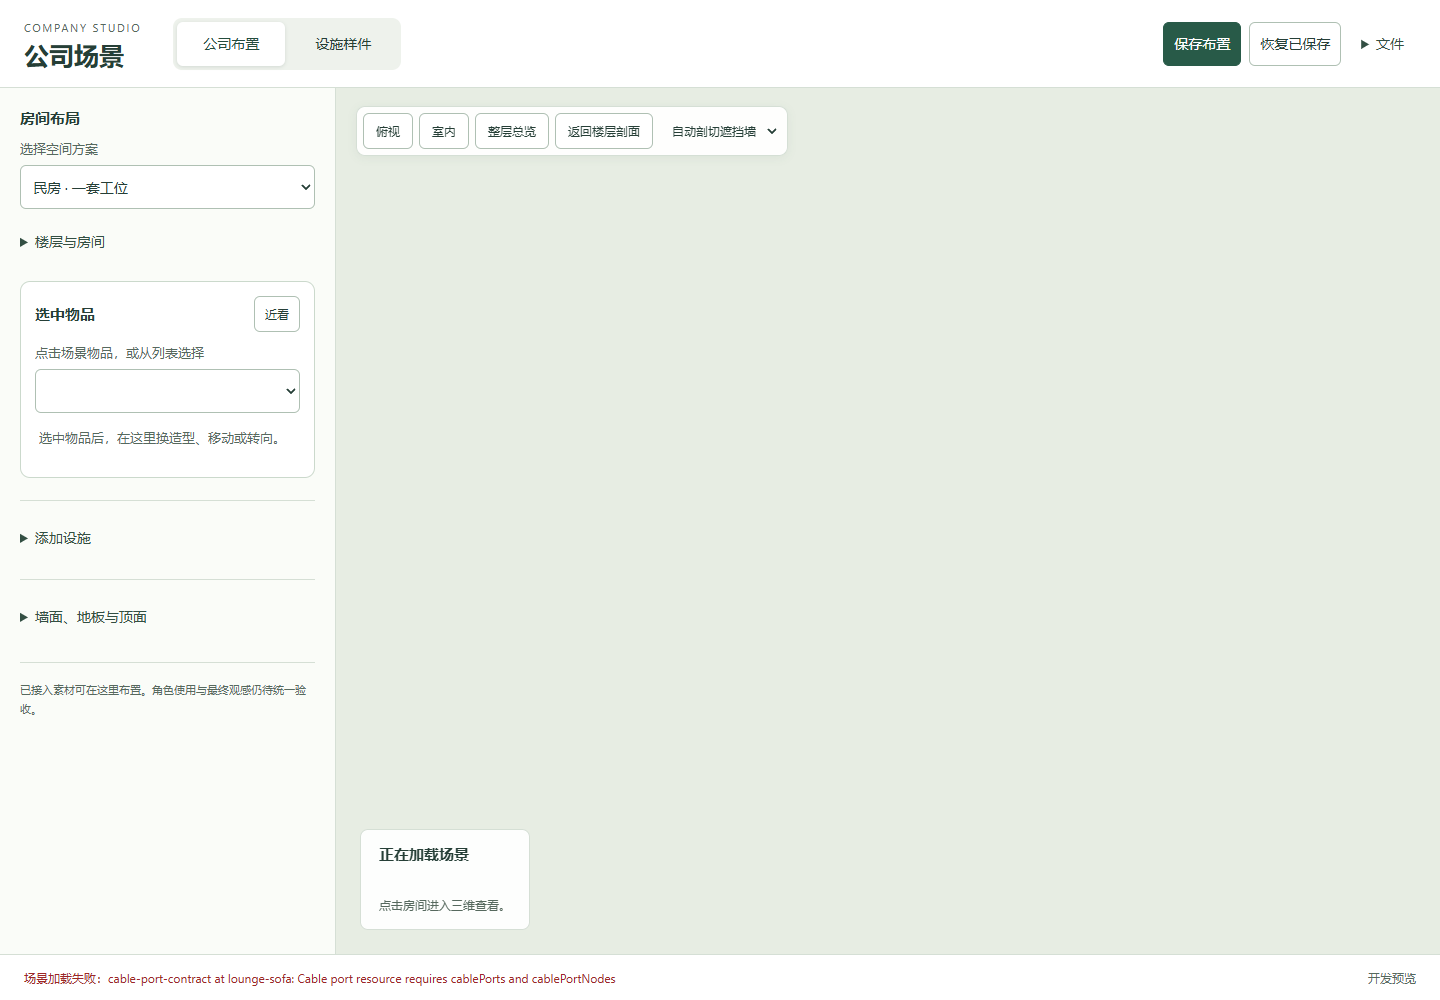 COMPANY STUDIO
公司场景
公司布置
设施样件
保存布置
恢复已保存
▶ 文件
房间布局
选择空间方案
民房 · 一套工位
▶ 楼层与房间
选中物品
近看
点击场景物品，或从列表选择
选中物品后，在这里换造型、移动或转向。
▶ 添加设施
▶ 墙面、地板与顶面
已接入素材可在这里布置。角色使用与最终观感仍待统一验
收。
俯视
室内
整层总览
返回楼层剖面
自动剖切遮挡墙
正在加载场景
点击房间进入三维查看。
场景加载失败：cable-port-contract at lounge-sofa: Cable port resource requires cablePorts and cablePortNodes
开发预览